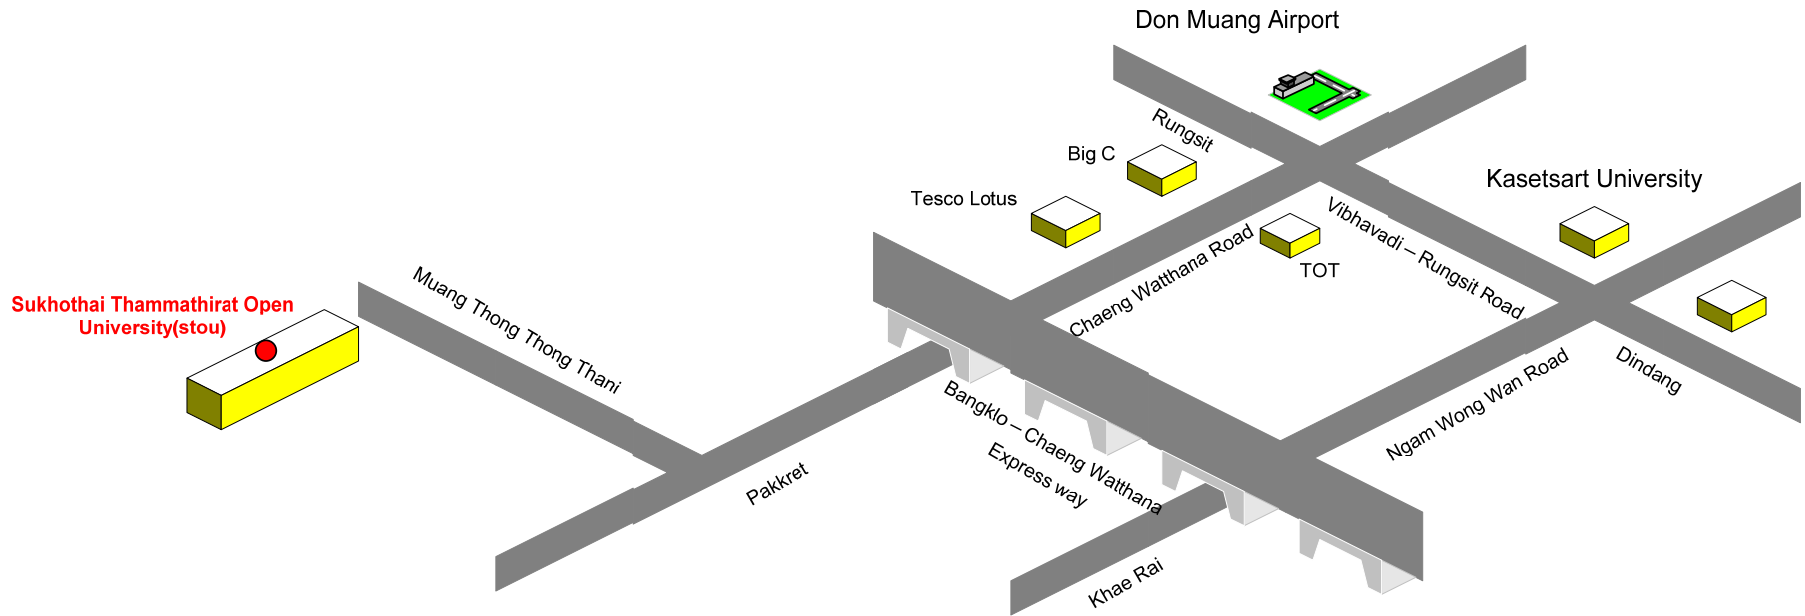 Don Muang Airport
Rungsit
Big C
Kasetsart University
Tesco Lotus
Vibhavadi – Rungsit Road
Chaeng Watthana Road
TOT
Muang Thong Thong Thani
Sukhothai Thammathirat Open
University(stou)
Dindang
Ngam Wong Wan Road
Bangklo – Chaeng Watthana
Express way
Pakkret
Khae Rai